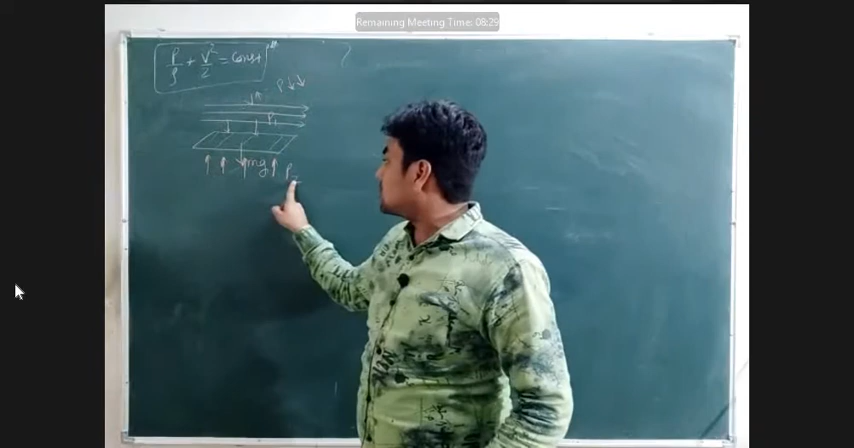 Remaining Meeting Time: 08:29
P/ρ + V²/2 = const
V↑ P↓↓
P₁
mg P₂